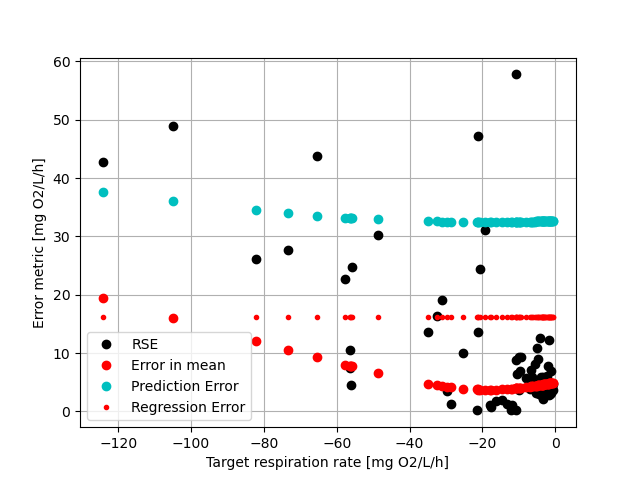 60
50
40
30
20
10
0
Error metric [mg O2/L/h]
RSE
Error in mean
Prediction Error
Regression Error
−120 −100 −80 −60 −40 −20 0
Target respiration rate [mg O2/L/h]